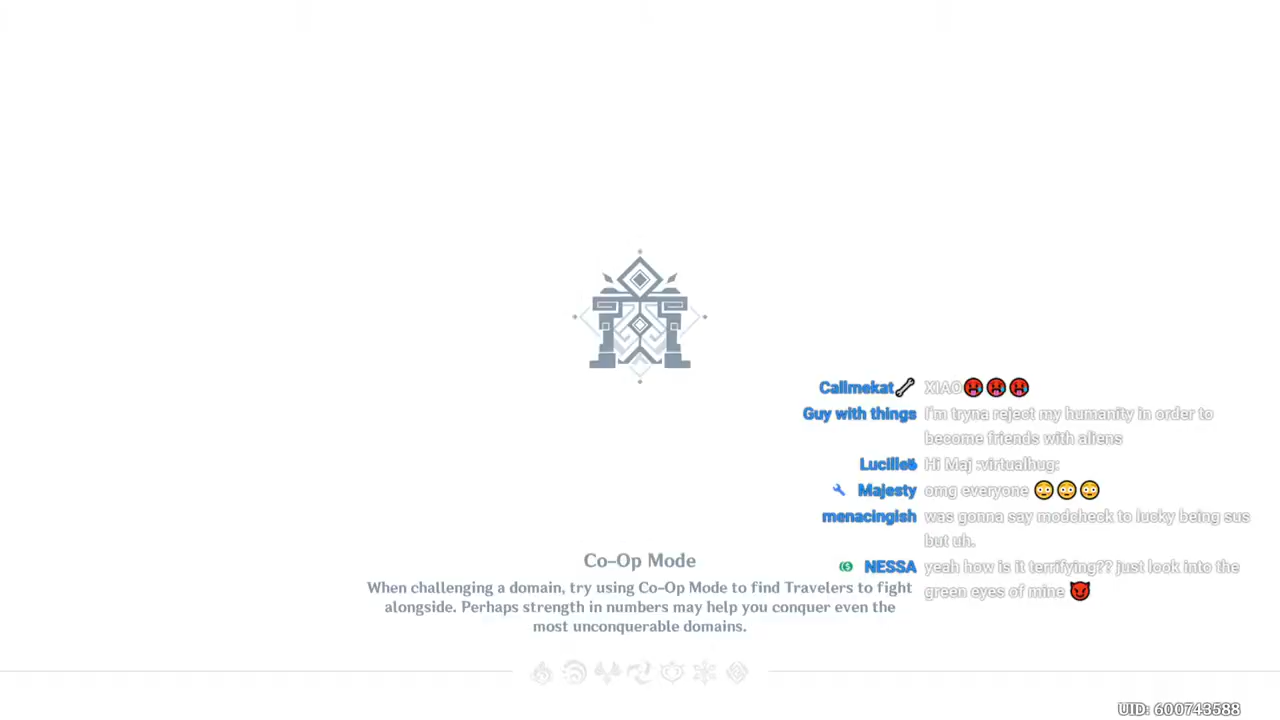 Callmekat XIAO🥵🥵🥵
Guy with things I'm tryna reject my humanity in order to
become friends with aliens
Lucille Hi Maj :virtualhug:
Majesty omg everyone 😳😳😳
menacingish was gonna say modcheck to lucky being sus
but uh.
NESSA yeah how is it terrifying?? just look into the
green eyes of mine 😈
Co-Op Mode
When challenging a domain, try using Co-Op Mode to find Travelers to fight
alongside. Perhaps strength in numbers may help you conquer even the
most unconquerable domains.
UID: 600743588